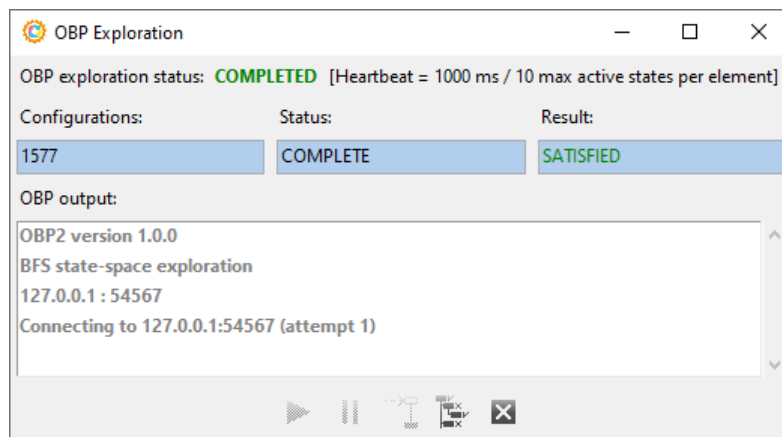 OBP Exploration
OBP exploration status: COMPLETED [Heartbeat = 1000 ms / 10 max active states per element]
Configurations: Status: Result:
1577 COMPLETE SATISFIED
OBP output:
OBP2 version 1.0.0
BFS state-space exploration
127.0.0.1 : 54567
Connecting to 127.0.0.1:54567 (attempt 1)